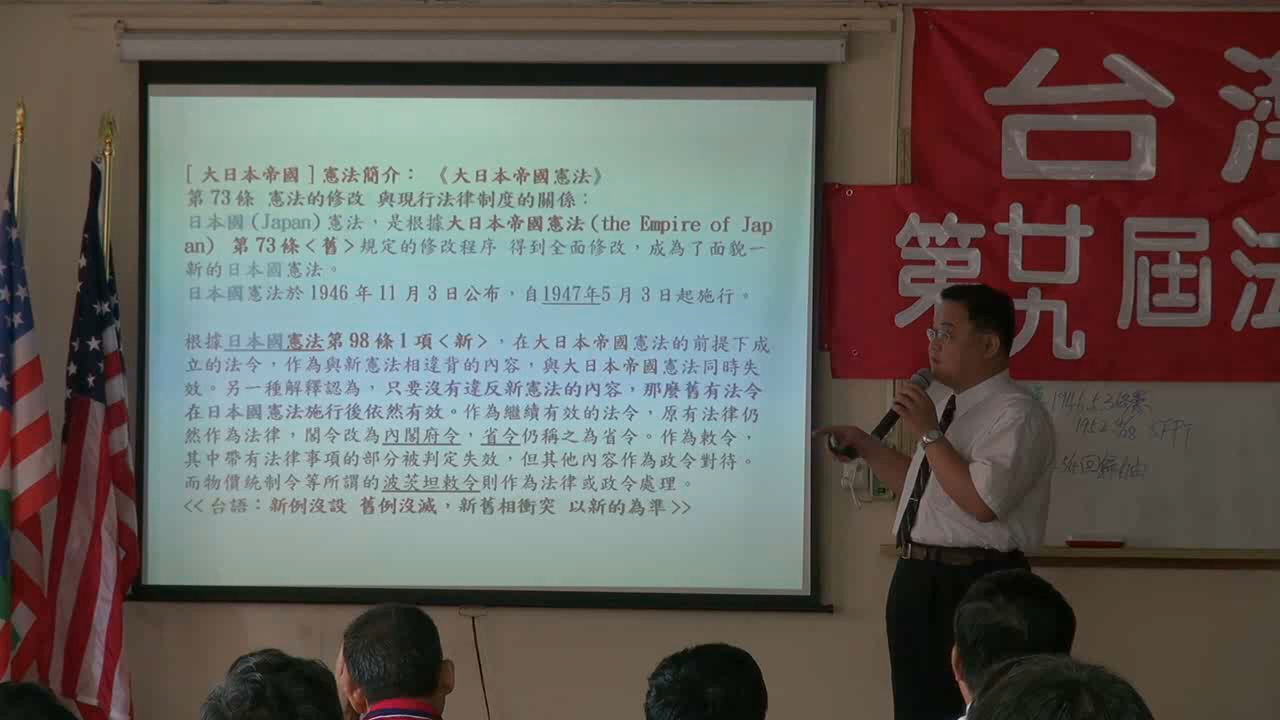 [ 大日本帝國 ] 憲法簡介： 《大日本帝國憲法》
第 73 條 憲法的修改 與現行法律制度的關係：
日本國 (Japan) 憲法，是根據大日本帝國憲法 (the Empire of Jap
an) 第 73 條＜舊＞規定的修改程序 得到全面修改，成為了面貌一
新的日本國憲法。
日本國憲法於 1946 年 11 月 3 日公布，自 1947年5 月 3 日起施行。
根據日本國憲法第 98 條 1 項＜新＞，在大日本帝國憲法的前提下成
立的法令，作為與新憲法相違背的內容，與大日本帝國憲法同時失
效。另一種解釋認為，只要沒有違反新憲法的內容，那麼舊有法令
在日本國憲法施行後依然有效。作為繼續有效的法令，原有法律仍
然作為法律，閣令改為內閣府令，省令仍稱之為省令。作為敕令，
其中帶有法律事項的部分被判定失效，但其他內容作為政令對待。
而物價統制令等所謂的波茨坦敕令則作為法律或政令處理。
<< 台語：新例沒設 舊例沒滅，新舊相衝突 以新的為準>>
台灣
第廿九屆法
1946.5.3
1952 4/28 SFPT